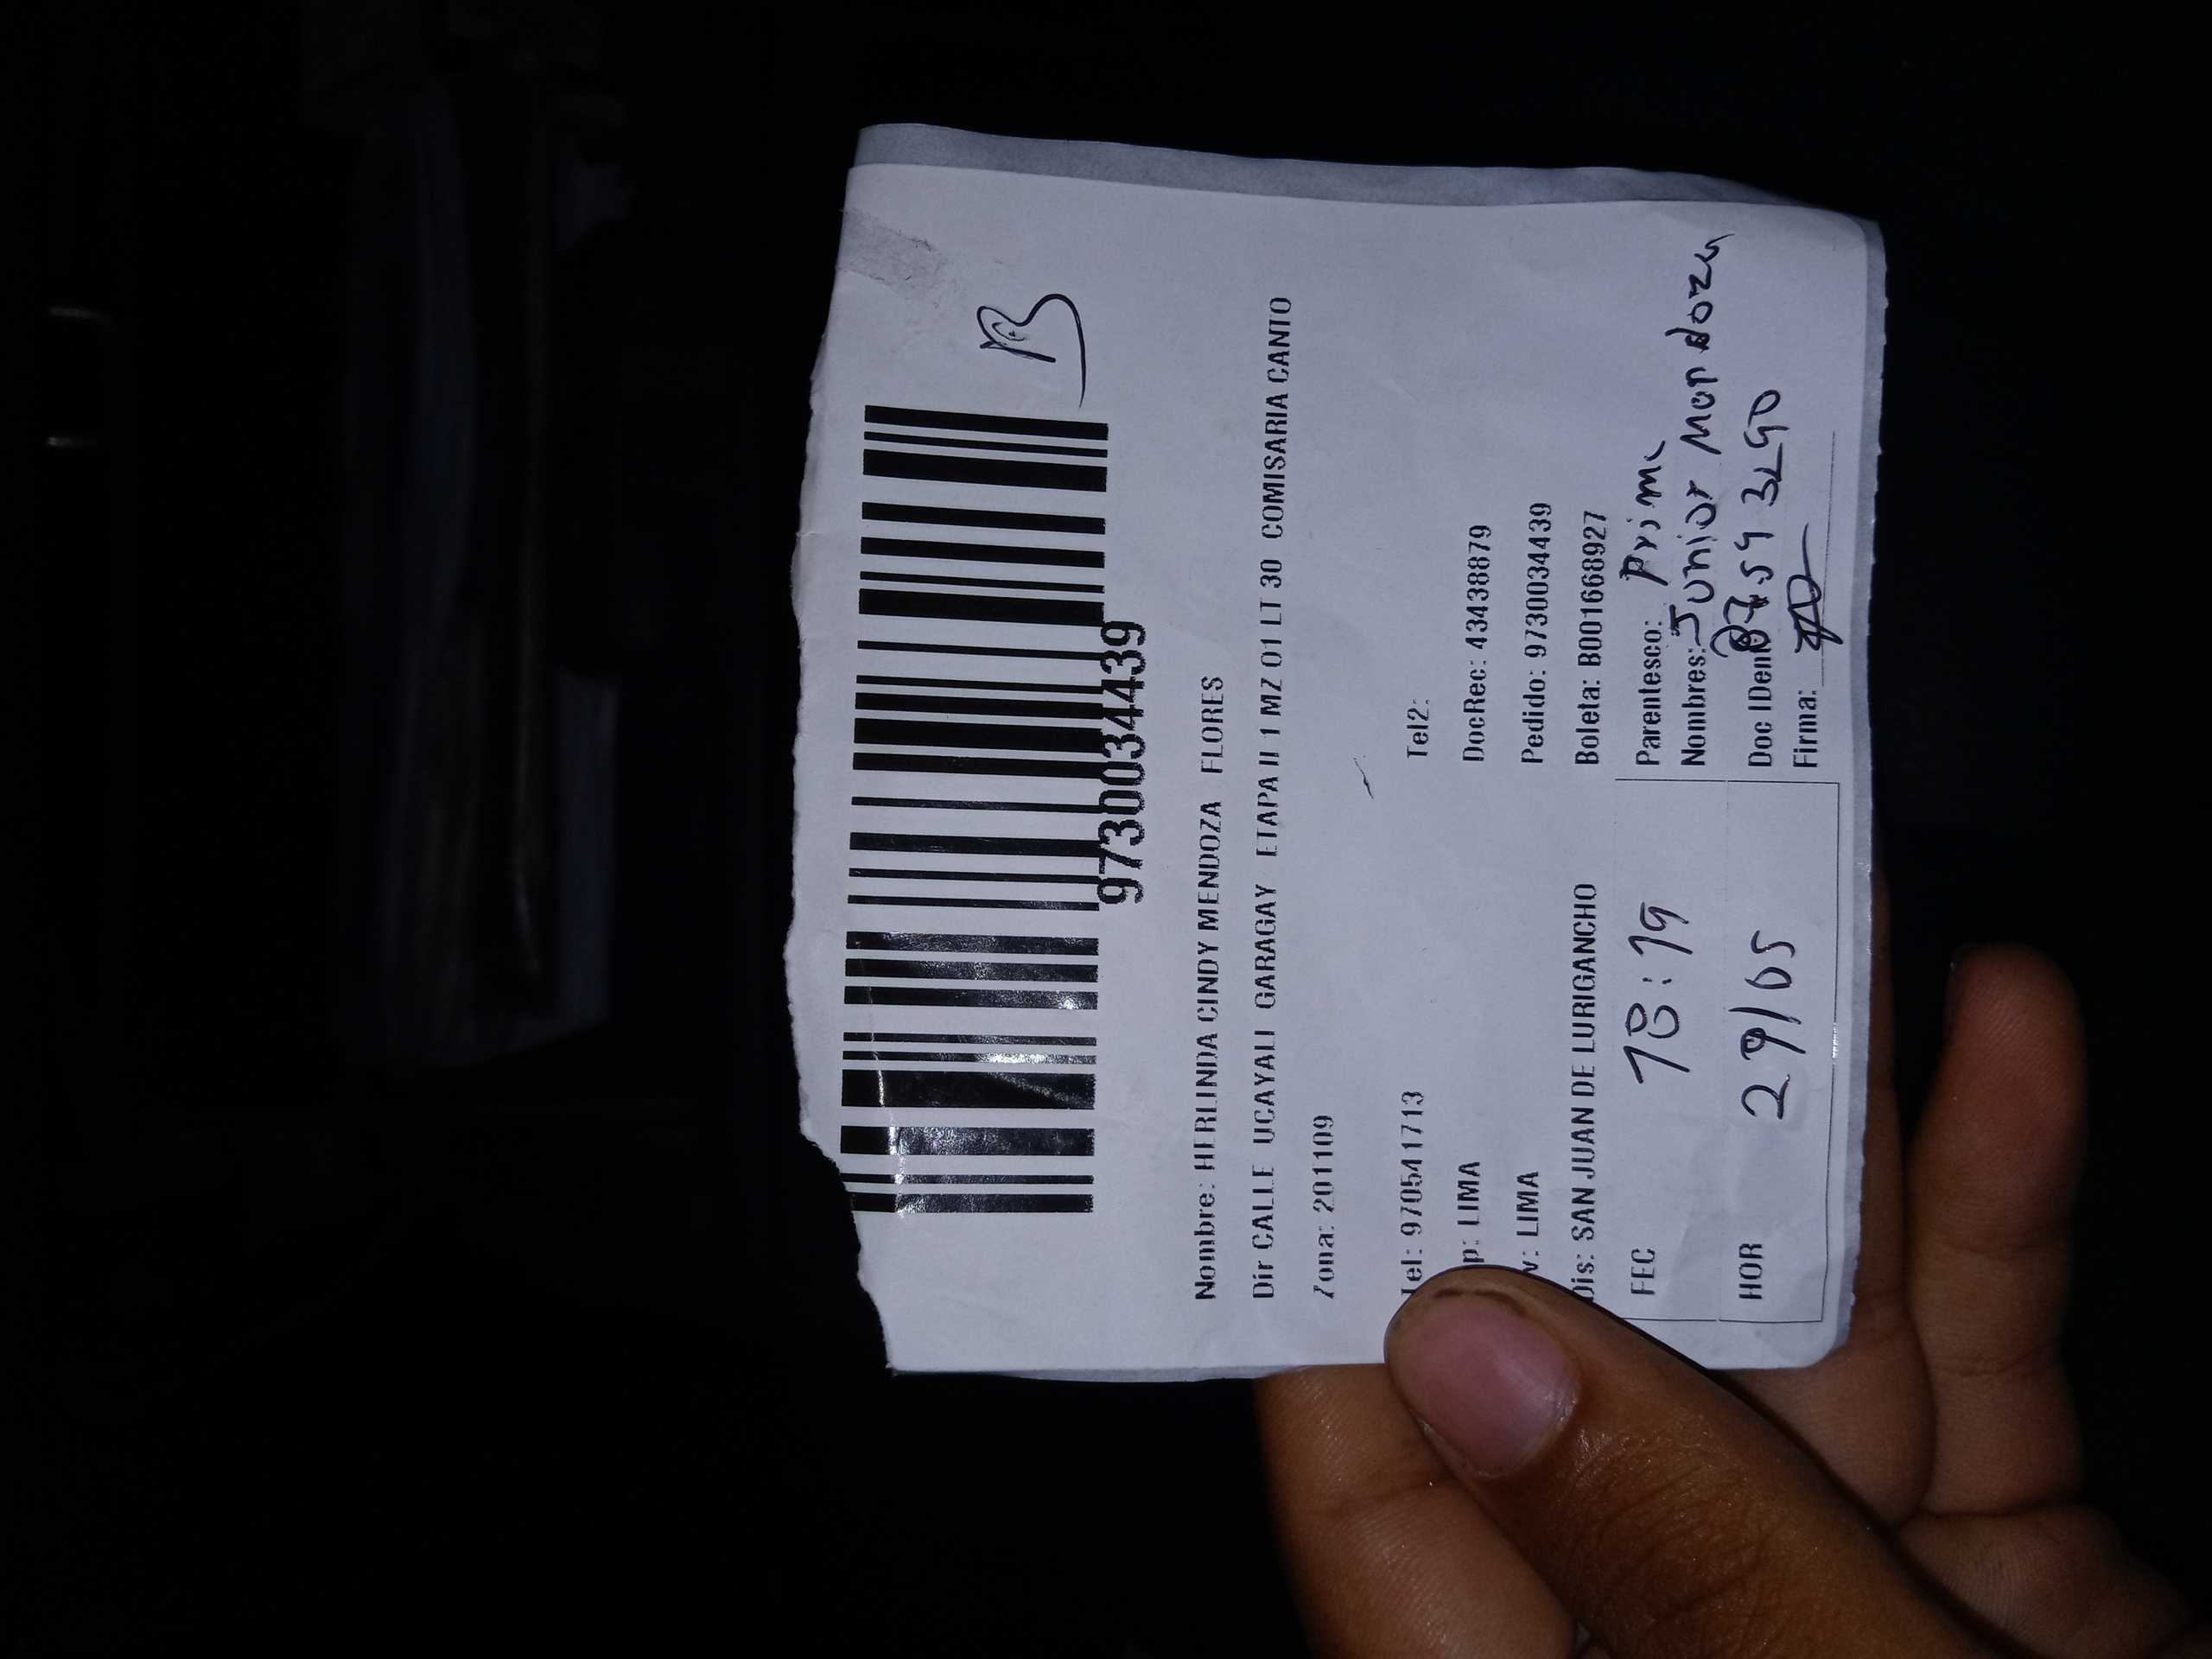 B
9730034439
Nombre: HERLINDA CINDY MENDOZA FLORES
Dir CALLE UCAYALI GARAGAY ETAPA II 1 MZ 01 LT 30 COMISARIA CANTO
Zona: 201109
Tel: 970541713 Tel2:
p: LIMA DocRec: 43438879
v: LIMA Pedido: 9730034439
Dis: SAN JUAN DE LURIGANCHO Boleta: B001668927
FEC 18:19 Parentesco: Primo
Nombres: Junior Mendoza
HOR 29/05 Doc IDen
Firma: